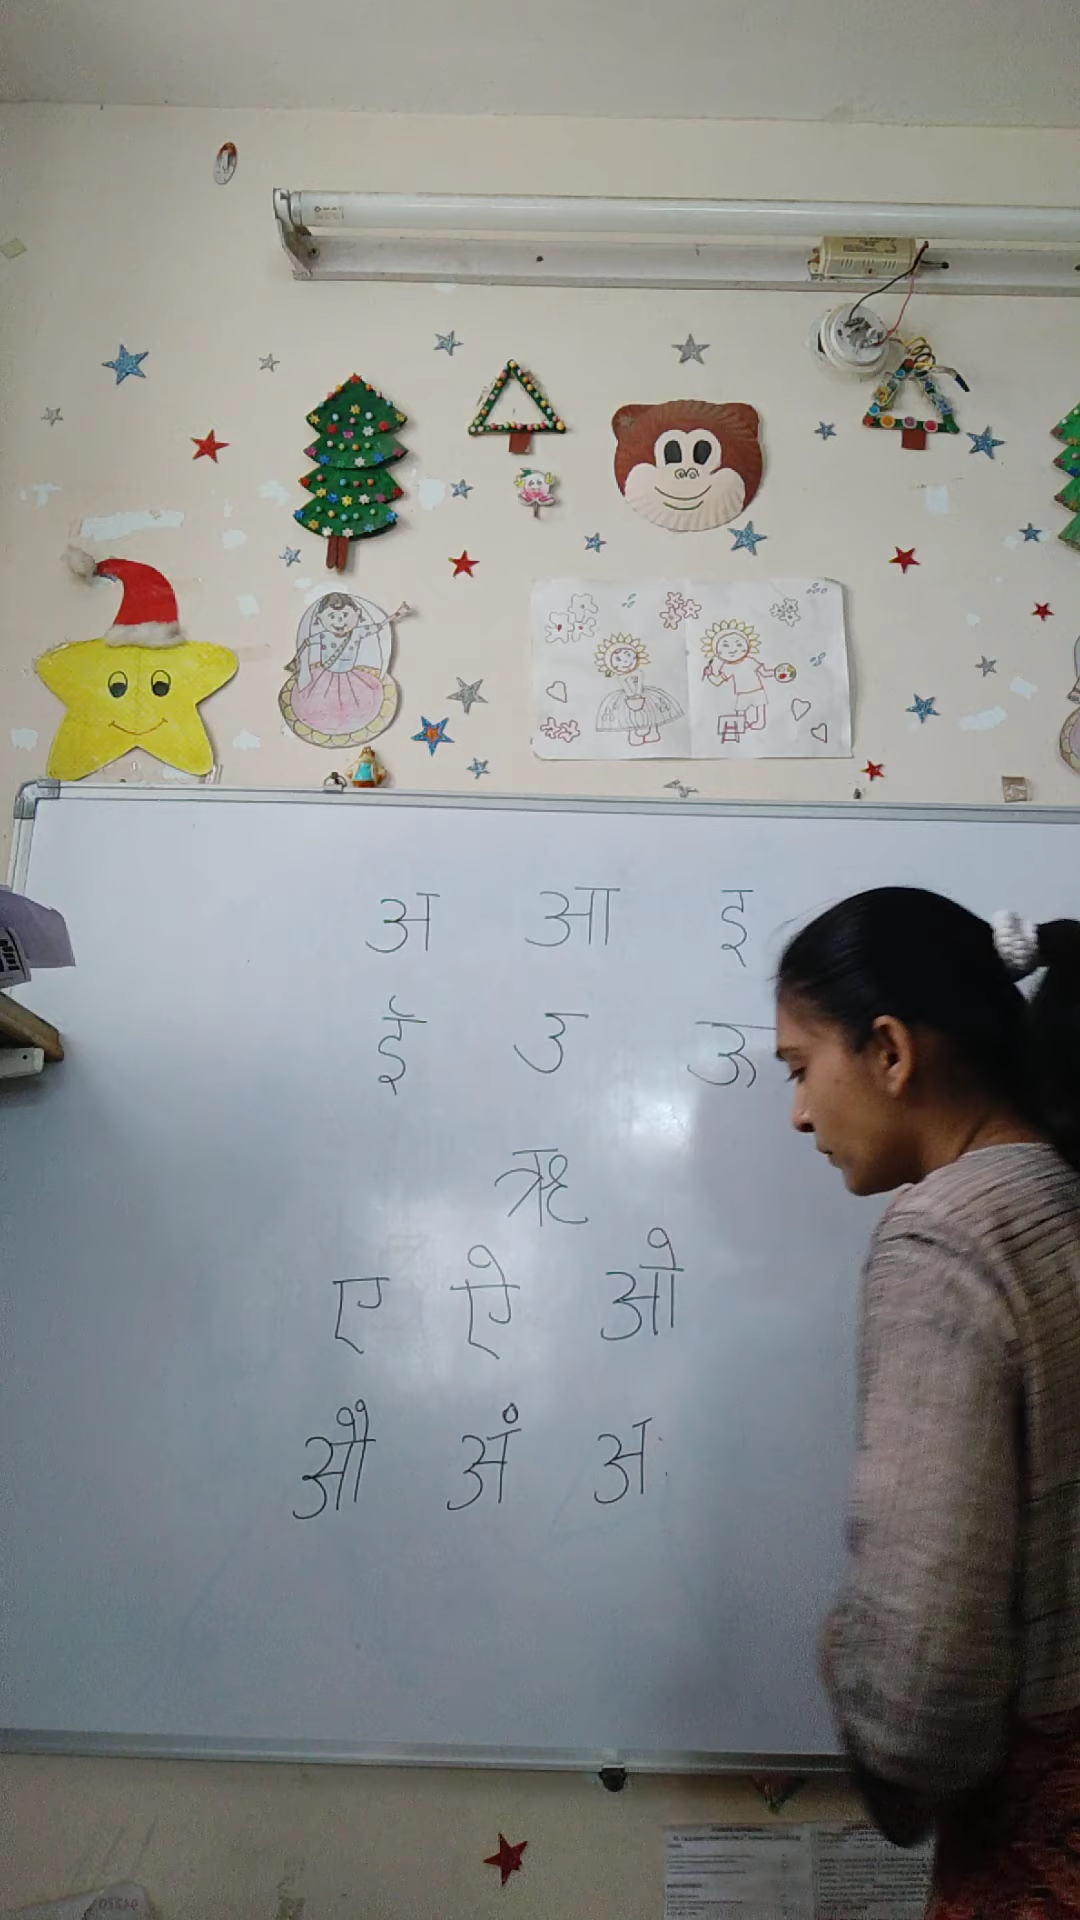 अ आ इ
ई उ ऊ
ऋ
ए ऐ ओ
औ अं अः